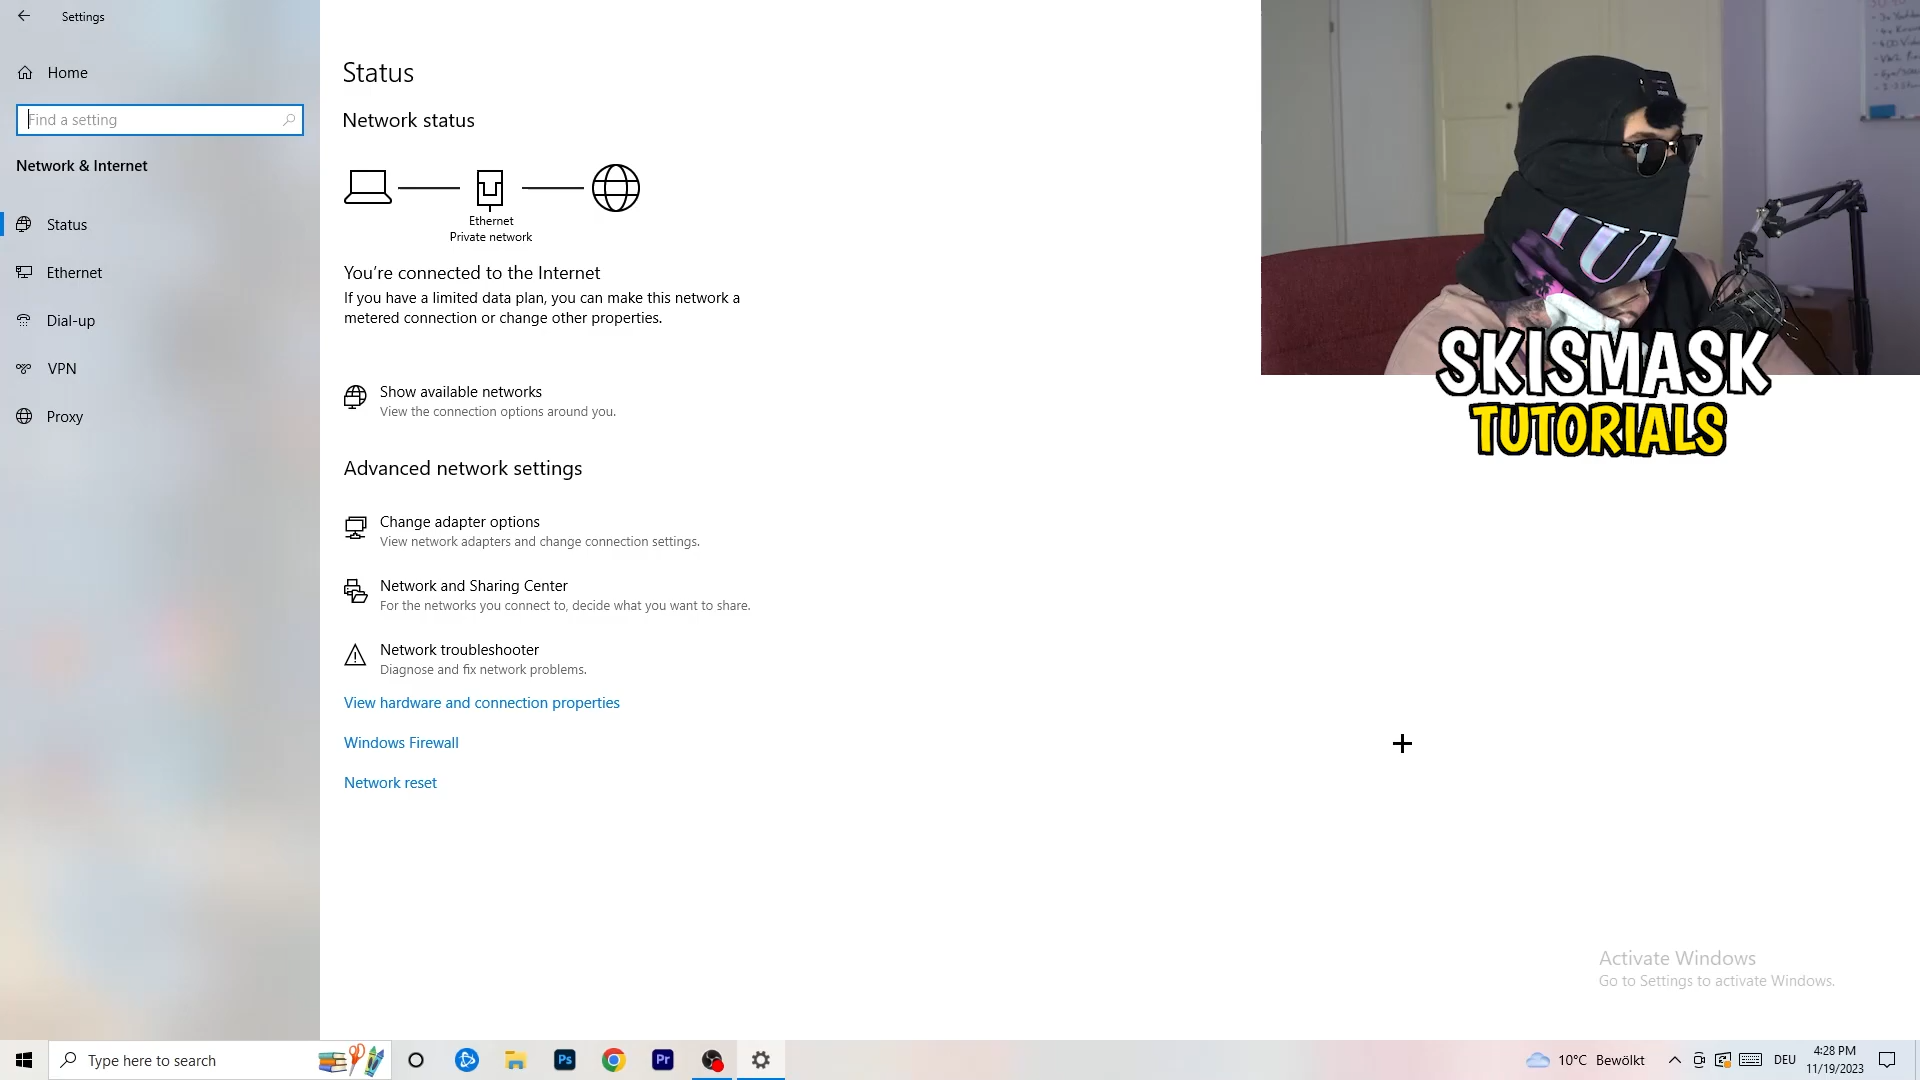 Settings
Home
Find a setting
Network & Internet
Status
Ethernet
Dial-up
VPN
Proxy
Status
Network status
Ethernet
Private network
You're connected to the Internet
If you have a limited data plan, you can make this network a
metered connection or change other properties.
Show available networks
View the connection options around you.
Advanced network settings
Change adapter options
View network adapters and change connection settings.
Network and Sharing Center
For the networks you connect to, decide what you want to share.
Network troubleshooter
Diagnose and fix network problems.
View hardware and connection properties
Windows Firewall
Network reset
SKISMASK
TUTORIALS
Activate Windows
Go to Settings to activate Windows.
Type here to search
Ps
Pr
10°C Bewölkt
DEU
4:28 PM
11/19/2023